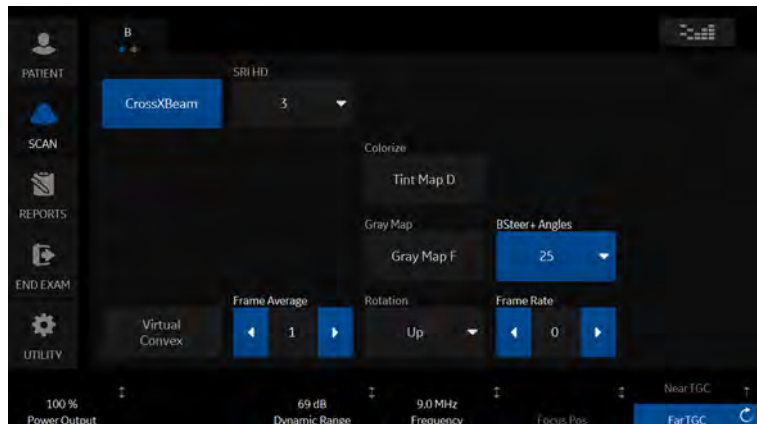 B
PATIENT
SRI HD
CrossXBeam
3
SCAN
Colorize
Tint Map D
REPORTS
Gray Map
BSteer+ Angles
Gray Map F
25
END EXAM
Frame Average
Rotation
Frame Rate
Virtual
Convex
1
Up
0
UTILITY
Near TGC
100 %
69 dB
9.0 MHz
Power Output
Dynamic Range
Frequency
Focus Pos
Far TGC